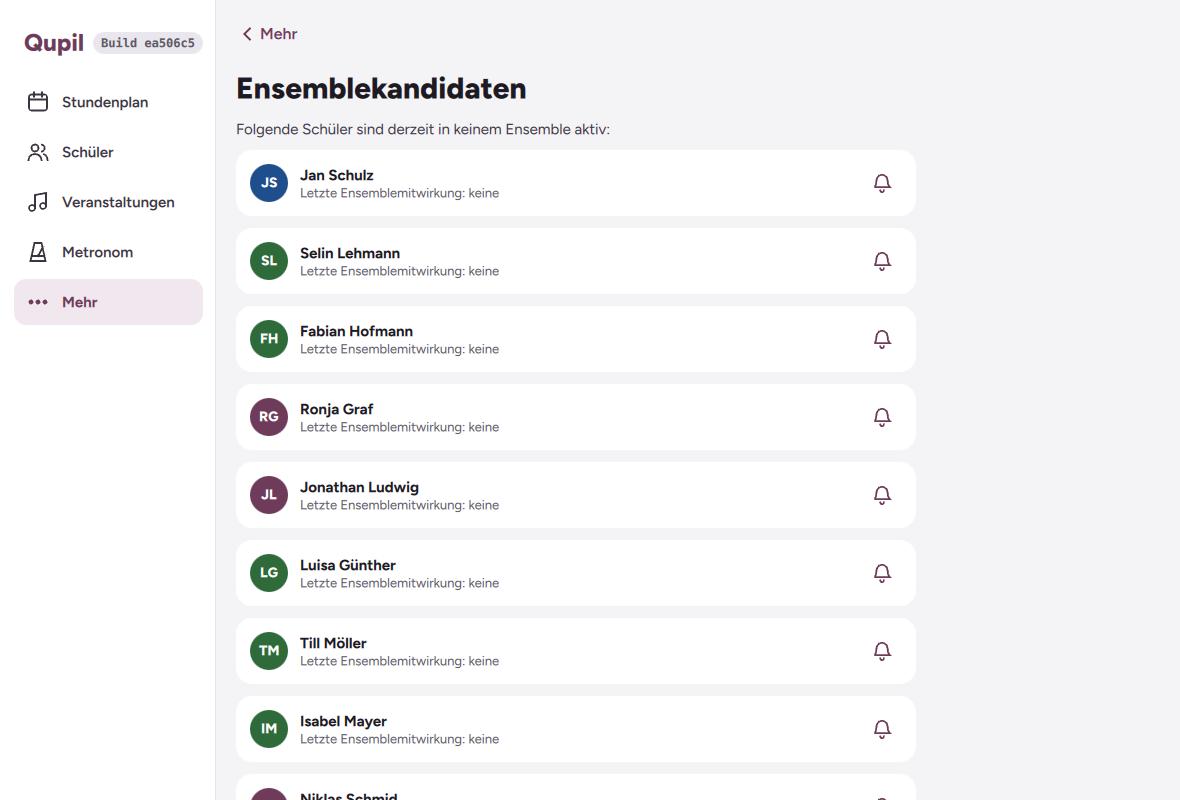 Qupil
Build ea506c5
Stundenplan
Schüler
Veranstaltungen
Metronom
Mehr
Mehr
Ensemblekandidaten
Folgende Schüler sind derzeit in keinem Ensemble aktiv:
JS
Jan Schulz
Letzte Ensemblemitwirkung: keine
SL
Selin Lehmann
Letzte Ensemblemitwirkung: keine
FH
Fabian Hofmann
Letzte Ensemblemitwirkung: keine
RG
Ronja Graf
Letzte Ensemblemitwirkung: keine
JL
Jonathan Ludwig
Letzte Ensemblemitwirkung: keine
LG
Luisa Günther
Letzte Ensemblemitwirkung: keine
TM
Till Möller
Letzte Ensemblemitwirkung: keine
IM
Isabel Mayer
Letzte Ensemblemitwirkung: keine
Niklas Schmid